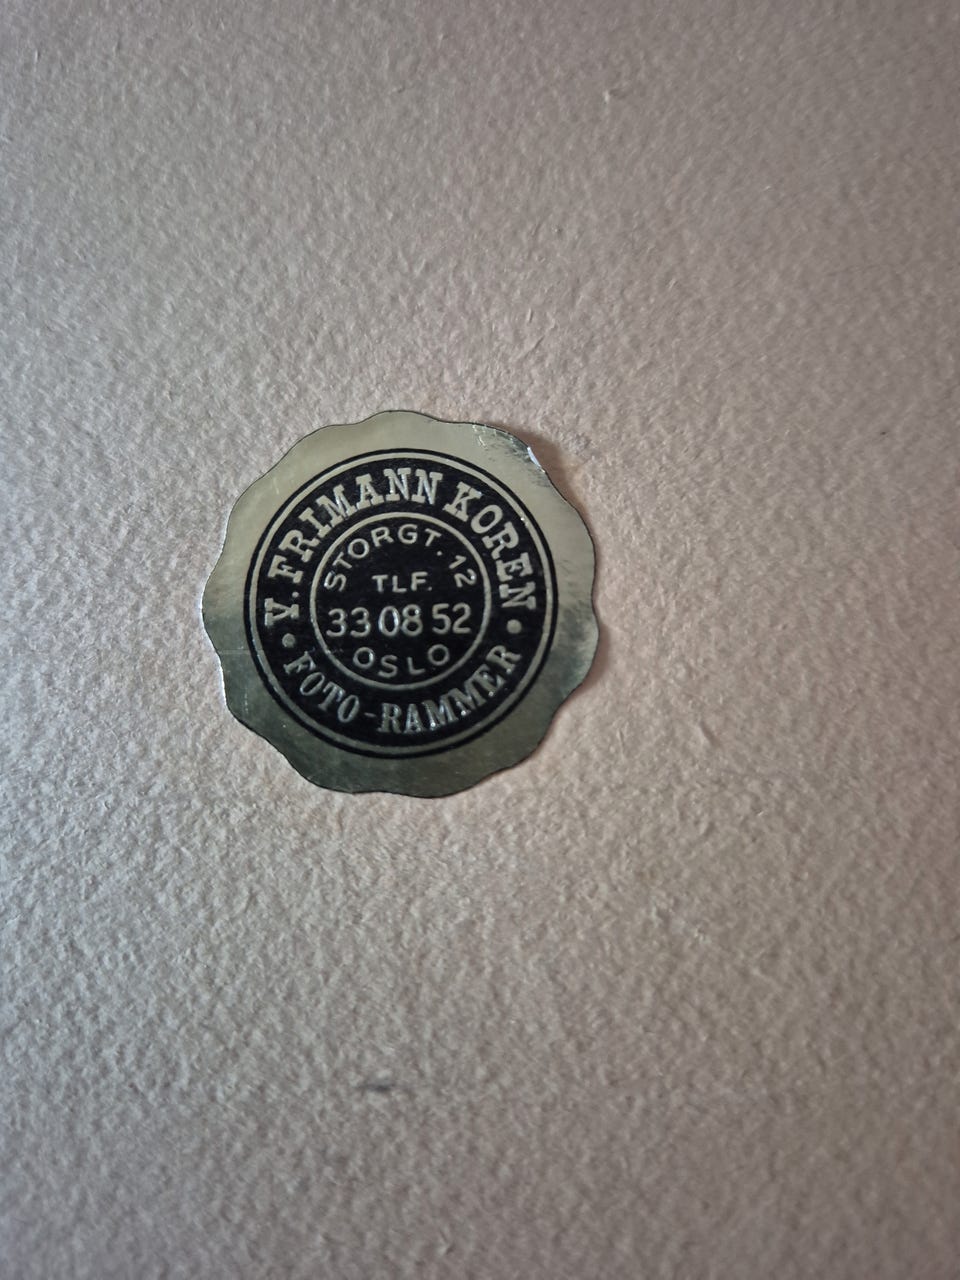 V. FRIMANN KOREN
STORGT. 12
TLF.
33 08 52
OSLO
FOTO-RAMMER